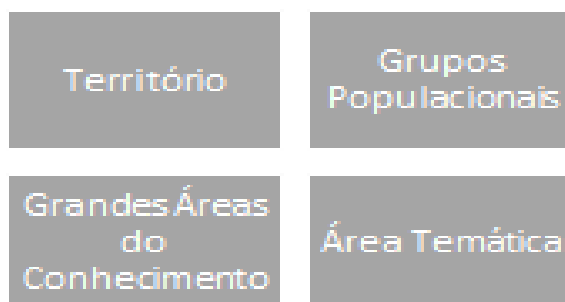 Território
Grupos
Populacionais
Grandes Áreas
do
Conhecimento
Área Temática